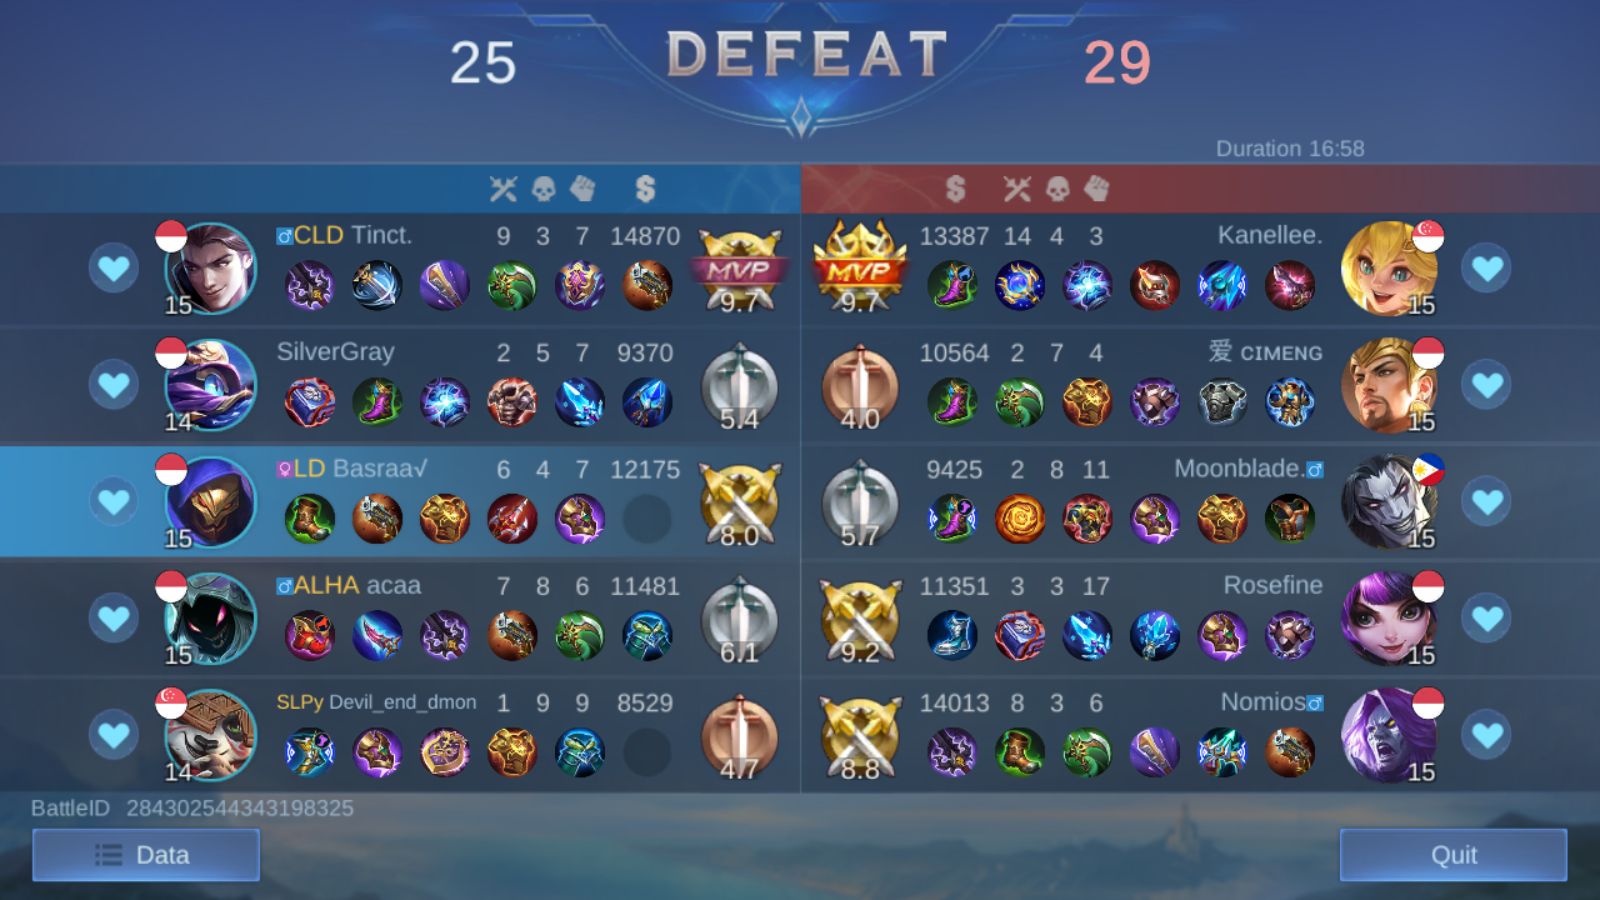 25 DEFEAT 29
Duration 16:58
CLD Tinct. 9 3 7 14870 MVP 9.7 15
MVP 9.7 13387 14 4 3 Kanellee. 15
SilverGray 2 5 7 9370 5.4 14
4.0 10564 2 7 4 爱 CIMENG 15
LD Basraa√ 6 4 7 12175 8.0 15
5.7 9425 2 8 11 Moonblade. 15
ALHA acaa 7 8 6 11481 6.1 15
9.2 11351 3 3 17 Rosefine 15
SLPy Devil_end_dmon 1 9 9 8529 4.7 14
8.8 14013 8 3 6 Nomios 15
BattleID 284302544343198325
Data
Quit